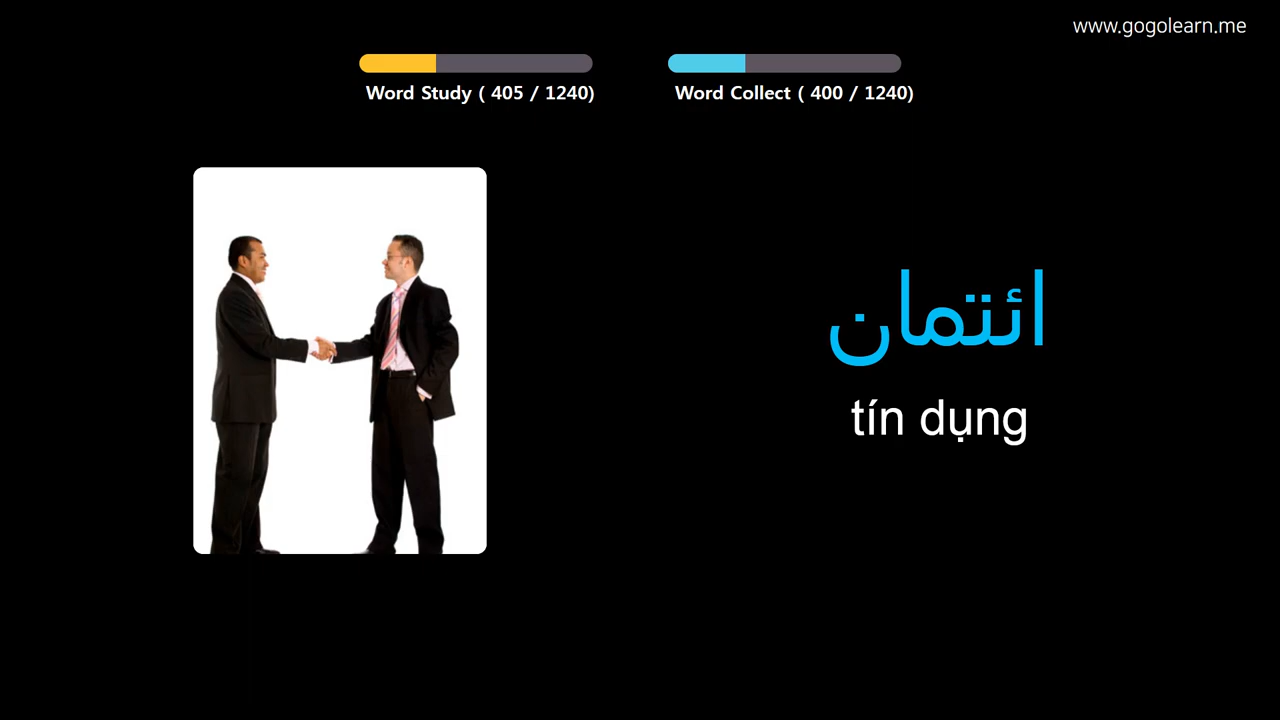 www.gogolearn.me
Word Study ( 405 / 1240)
Word Collect ( 400 / 1240)
ائتمان
tín dụng